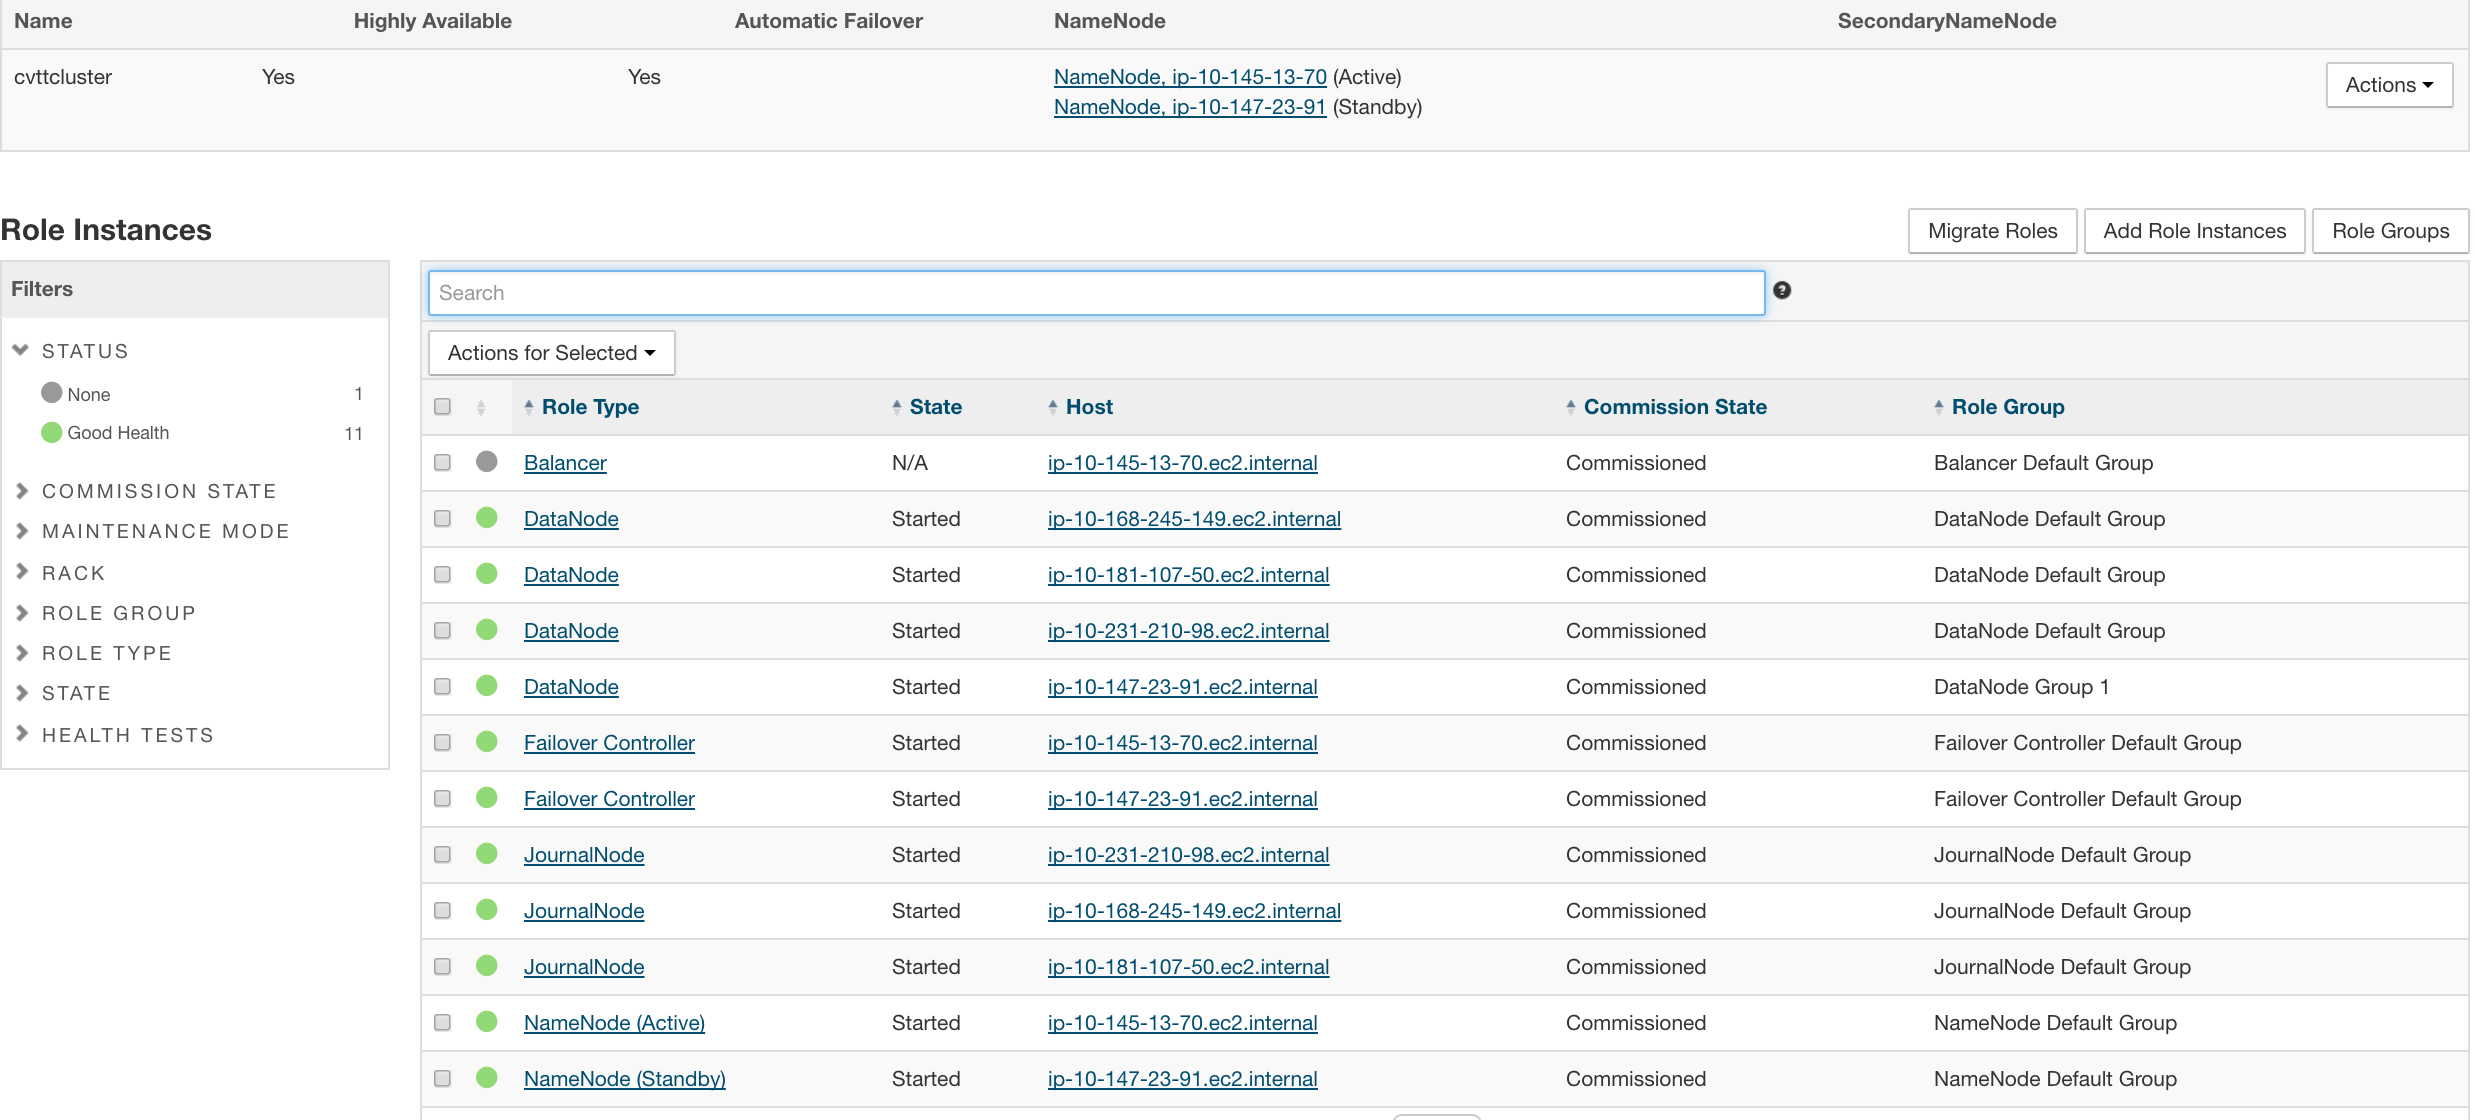 Name Highly Available Automatic Failover NameNode SecondaryNameNode
cvttcluster Yes Yes NameNode, ip-10-145-13-70 (Active) Actions
NameNode, ip-10-147-23-91 (Standby)
Role Instances Migrate Roles Add Role Instances Role Groups
Filters
STATUS
None 1
Good Health 11
COMMISSION STATE
MAINTENANCE MODE
RACK
ROLE GROUP
ROLE TYPE
STATE
HEALTH TESTS
Search ?
Actions for Selected
Role Type State Host Commission State Role Group
Balancer N/A ip-10-145-13-70.ec2.internal Commissioned Balancer Default Group
DataNode Started ip-10-168-245-149.ec2.internal Commissioned DataNode Default Group
DataNode Started ip-10-181-107-50.ec2.internal Commissioned DataNode Default Group
DataNode Started ip-10-231-210-98.ec2.internal Commissioned DataNode Default Group
DataNode Started ip-10-147-23-91.ec2.internal Commissioned DataNode Group 1
Failover Controller Started ip-10-145-13-70.ec2.internal Commissioned Failover Controller Default Group
Failover Controller Started ip-10-147-23-91.ec2.internal Commissioned Failover Controller Default Group
JournalNode Started ip-10-231-210-98.ec2.internal Commissioned JournalNode Default Group
JournalNode Started ip-10-168-245-149.ec2.internal Commissioned JournalNode Default Group
JournalNode Started ip-10-181-107-50.ec2.internal Commissioned JournalNode Default Group
NameNode (Active) Started ip-10-145-13-70.ec2.internal Commissioned NameNode Default Group
NameNode (Standby) Started ip-10-147-23-91.ec2.internal Commissioned NameNode Default Group